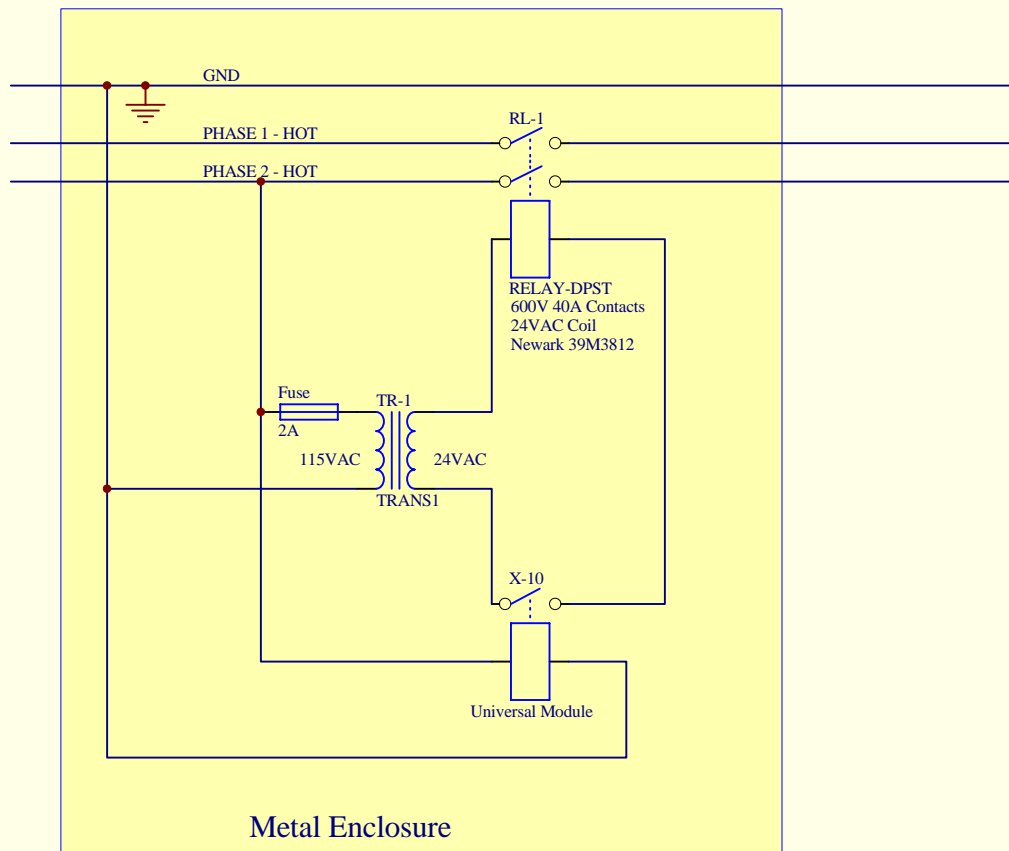 GND
RL-1
PHASE 1 - HOT
PHASE 2 - HOT
RELAY-DPST
600V 40A Contacts
24VAC Coil
Newark 39M3812
Fuse
2A
TR-1
115VAC
24VAC
TRANS1
X-10
Universal Module
Metal Enclosure